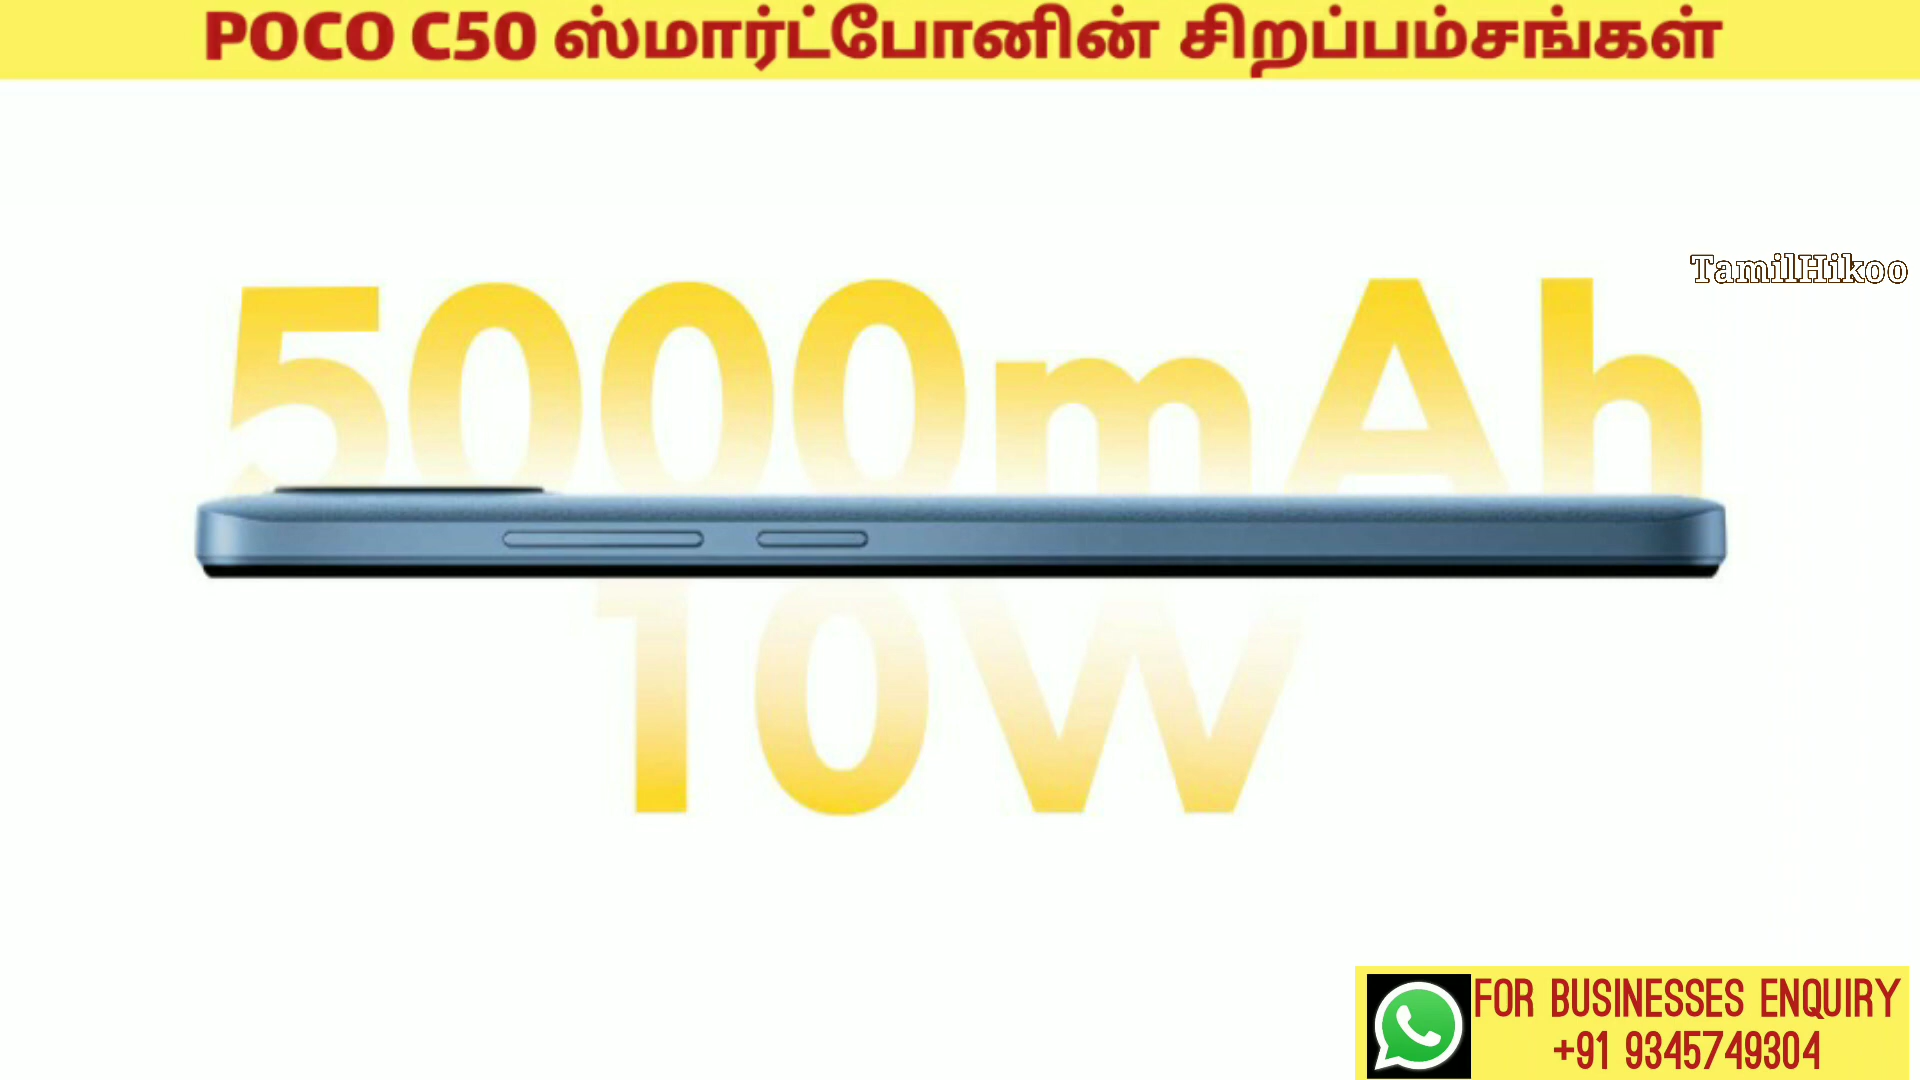 POCO C50 ஸ்மார்ட்போனின் சிறப்பம்சங்கள்
TamilHikoo
5000mAh
10W
FOR BUSINESSES ENQUIRY
+91 9345749304